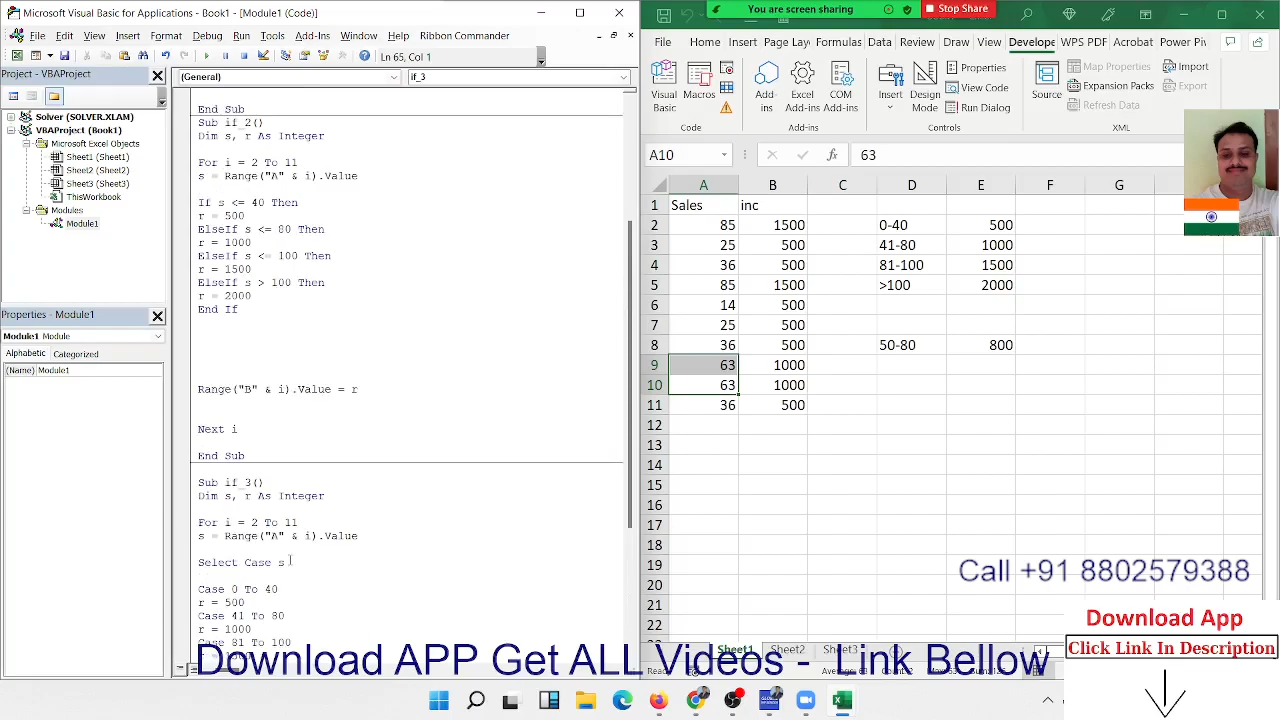 Microsoft Visual Basic for Applications - Book1 - [Module1 (Code)]
File Edit View Insert Format Debug Run Tools Add-Ins Window Help Ribbon Commander
Ln 65, Col 1
Project - VBAProject
Solver (SOLVER.XLAM)
VBAProject (Book1)
Microsoft Excel Objects
Sheet1 (Sheet1)
Sheet2 (Sheet2)
Sheet3 (Sheet3)
ThisWorkbook
Modules
Module1
Properties - Module1
Module1 Module
Alphabetic Categorized
(Name) Module1
(General) if_3
End Sub
Sub if_2()
Dim s, r As Integer
For i = 2 To 11
s = Range("A" & i).Value
If s <= 40 Then
r = 500
ElseIf s <= 80 Then
r = 1000
ElseIf s <= 100 Then
r = 1500
ElseIf s > 100 Then
r = 2000
End If
Range("B" & i).Value = r
Next i
End Sub
Sub if_3()
Dim s, r As Integer
For i = 2 To 11
s = Range("A" & i).Value
Select Case s
Case 0 To 40
r = 500
Case 41 To 80
r = 1000
Case 81 To 100
You are screen sharing Stop Share
File Home Insert Page Lay Formulas Data Review View Draw Develope WPS PDF Acrobat Power Piv
Visual Basic
Macros
Code
Add-ins
Excel Add-ins
COM Add-ins
Add-ins
Insert
Design Mode
Properties
View Code
Run Dialog
Controls
Source
Map Properties
Expansion Packs
Refresh Data
Import
Export
XML
A10 fx 63
A B C D E F G
1 Sales inc
2 85 1500 0-40 500
3 25 500 41-80 1000
4 36 500 81-100 1500
5 85 1500 >100 2000
6 14 500
7 25 500
8 36 500 50-80 800
9 63 1000
10 63 1000
11 36 500
12
13
14
15
16
17
18
19
20
21
22
Sheet1 Sheet2 Sheet3
Call +91 8802579388
Download App
Click Link In Description
Download APP Get ALL Videos - Link Bellow